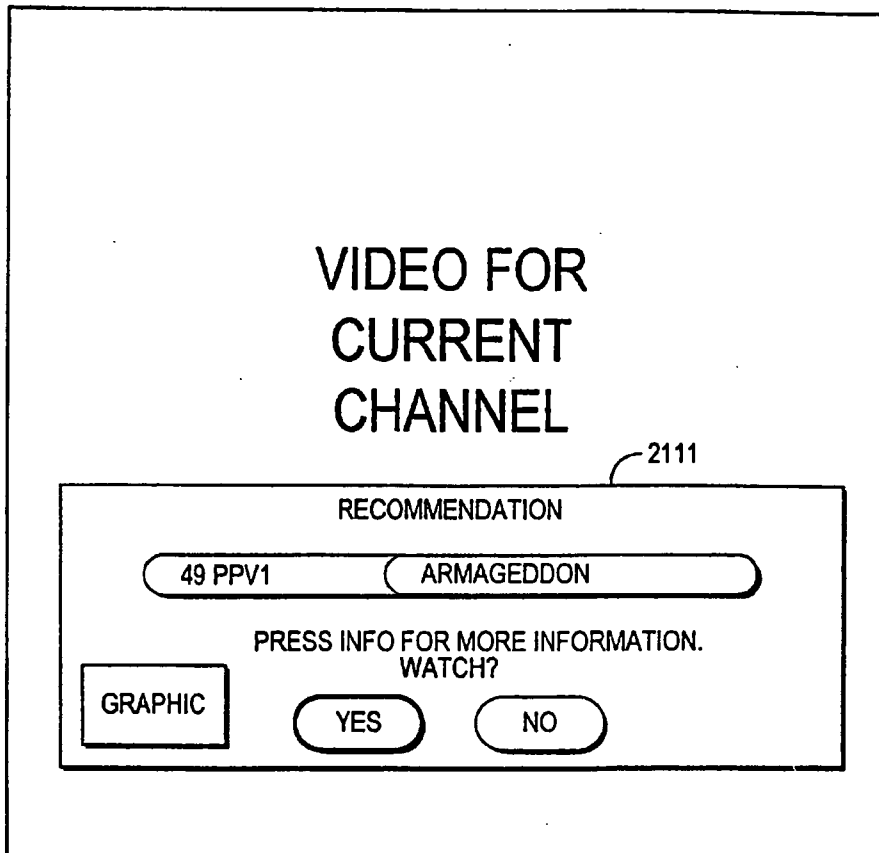 VIDEO FOR
CURRENT
CHANNEL
2111
RECOMMENDATION
49 PPV1 ARMAGEDDON
PRESS INFO FOR MORE INFORMATION.
WATCH?
GRAPHIC
YES NO